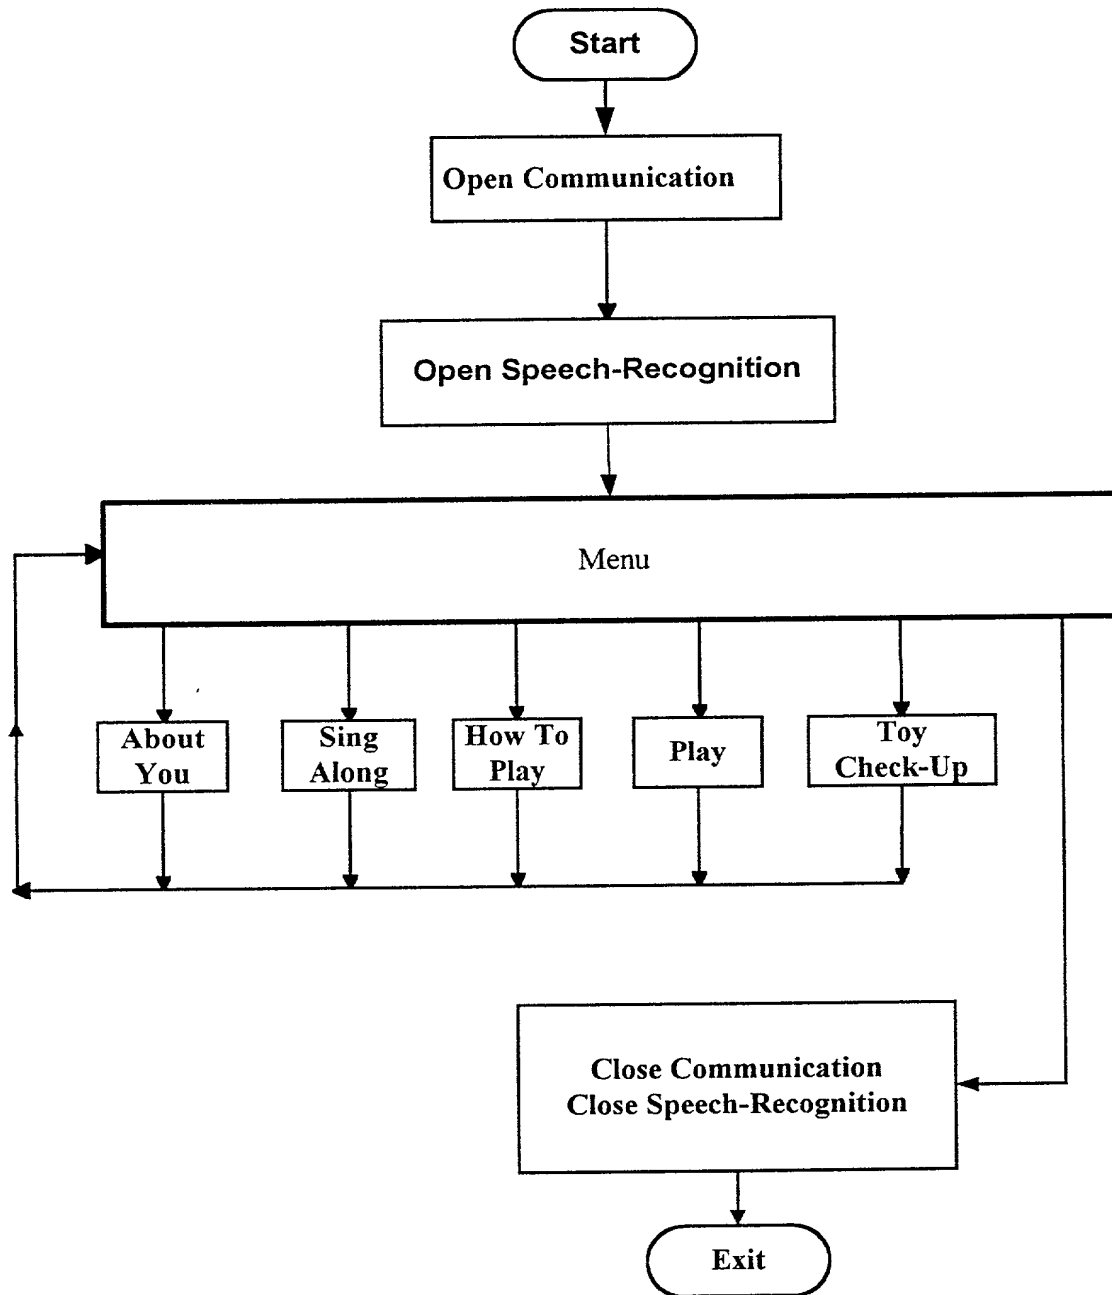 Start
Open Communication
Open Speech-Recognition
Menu
About
You
Sing
Along
How To
Play
Play
Toy
Check-Up
Close Communication
Close Speech-Recognition
Exit